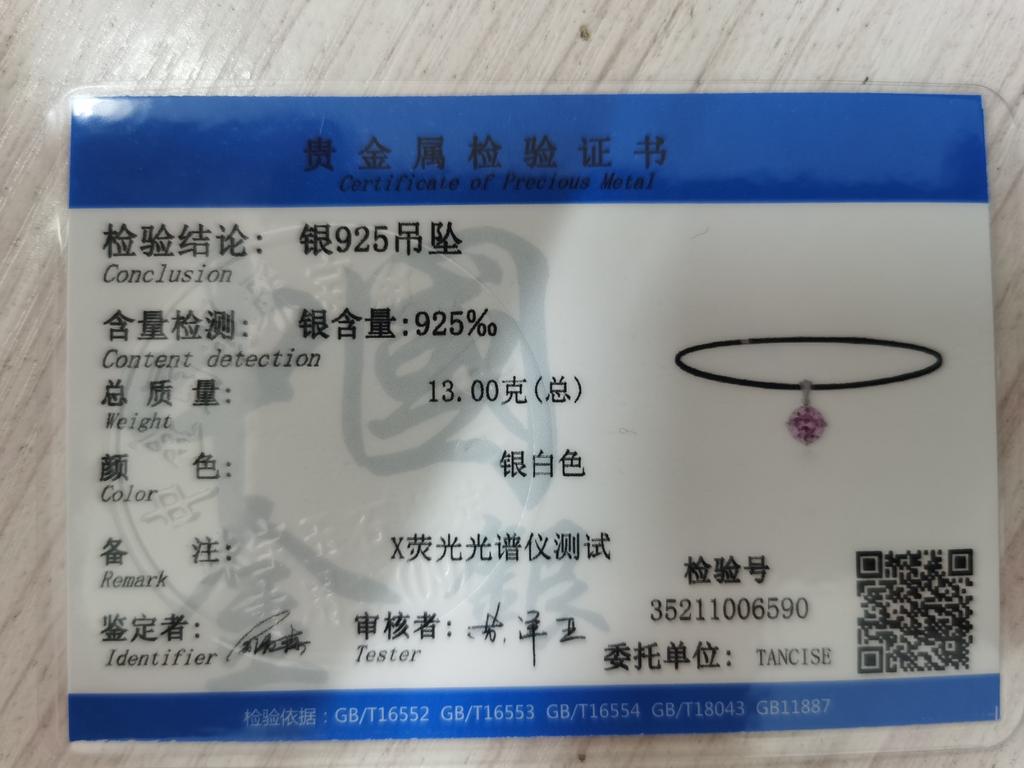 贵金属检验证书
Certificate of Precious Metal
检验结论: 银925吊坠
Conclusion
含量检测: 银含量:925‰
Content detection
总质量: 13.00克(总)
Weight
颜色: 银白色
Color
备注: X荧光光谱仪测试
Remark
鉴定者:
Identifier
审核者:
Tester
检验号
35211006590
委托单位: TANCISE
检验依据：GB/T16552 GB/T16553 GB/T16554 GB/T18043 GB11887